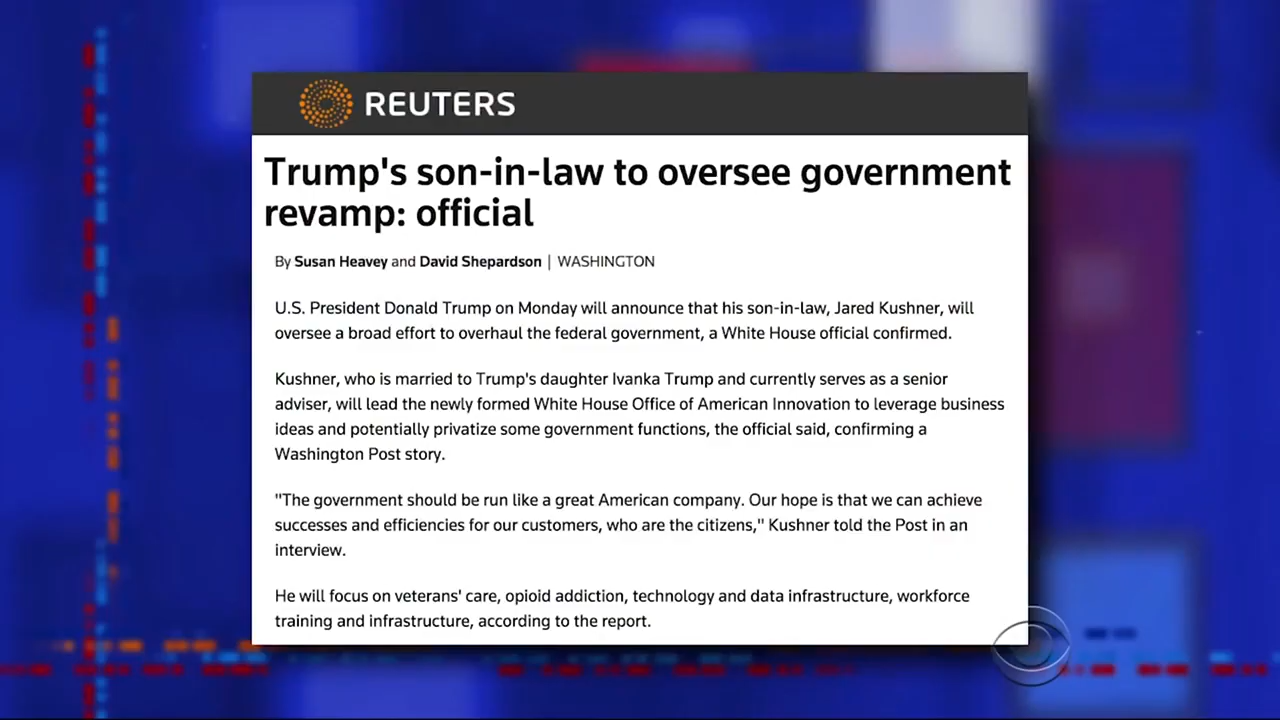 REUTERS
Trump's son-in-law to oversee government
revamp: official
By Susan Heavey and David Shepardson | WASHINGTON
U.S. President Donald Trump on Monday will announce that his son-in-law, Jared Kushner, will
oversee a broad effort to overhaul the federal government, a White House official confirmed.
Kushner, who is married to Trump's daughter Ivanka Trump and currently serves as a senior
adviser, will lead the newly formed White House Office of American Innovation to leverage business
ideas and potentially privatize some government functions, the official said, confirming a
Washington Post story.
"The government should be run like a great American company. Our hope is that we can achieve
successes and efficiencies for our customers, who are the citizens," Kushner told the Post in an
interview.
He will focus on veterans' care, opioid addiction, technology and data infrastructure, workforce
training and infrastructure, according to the report.